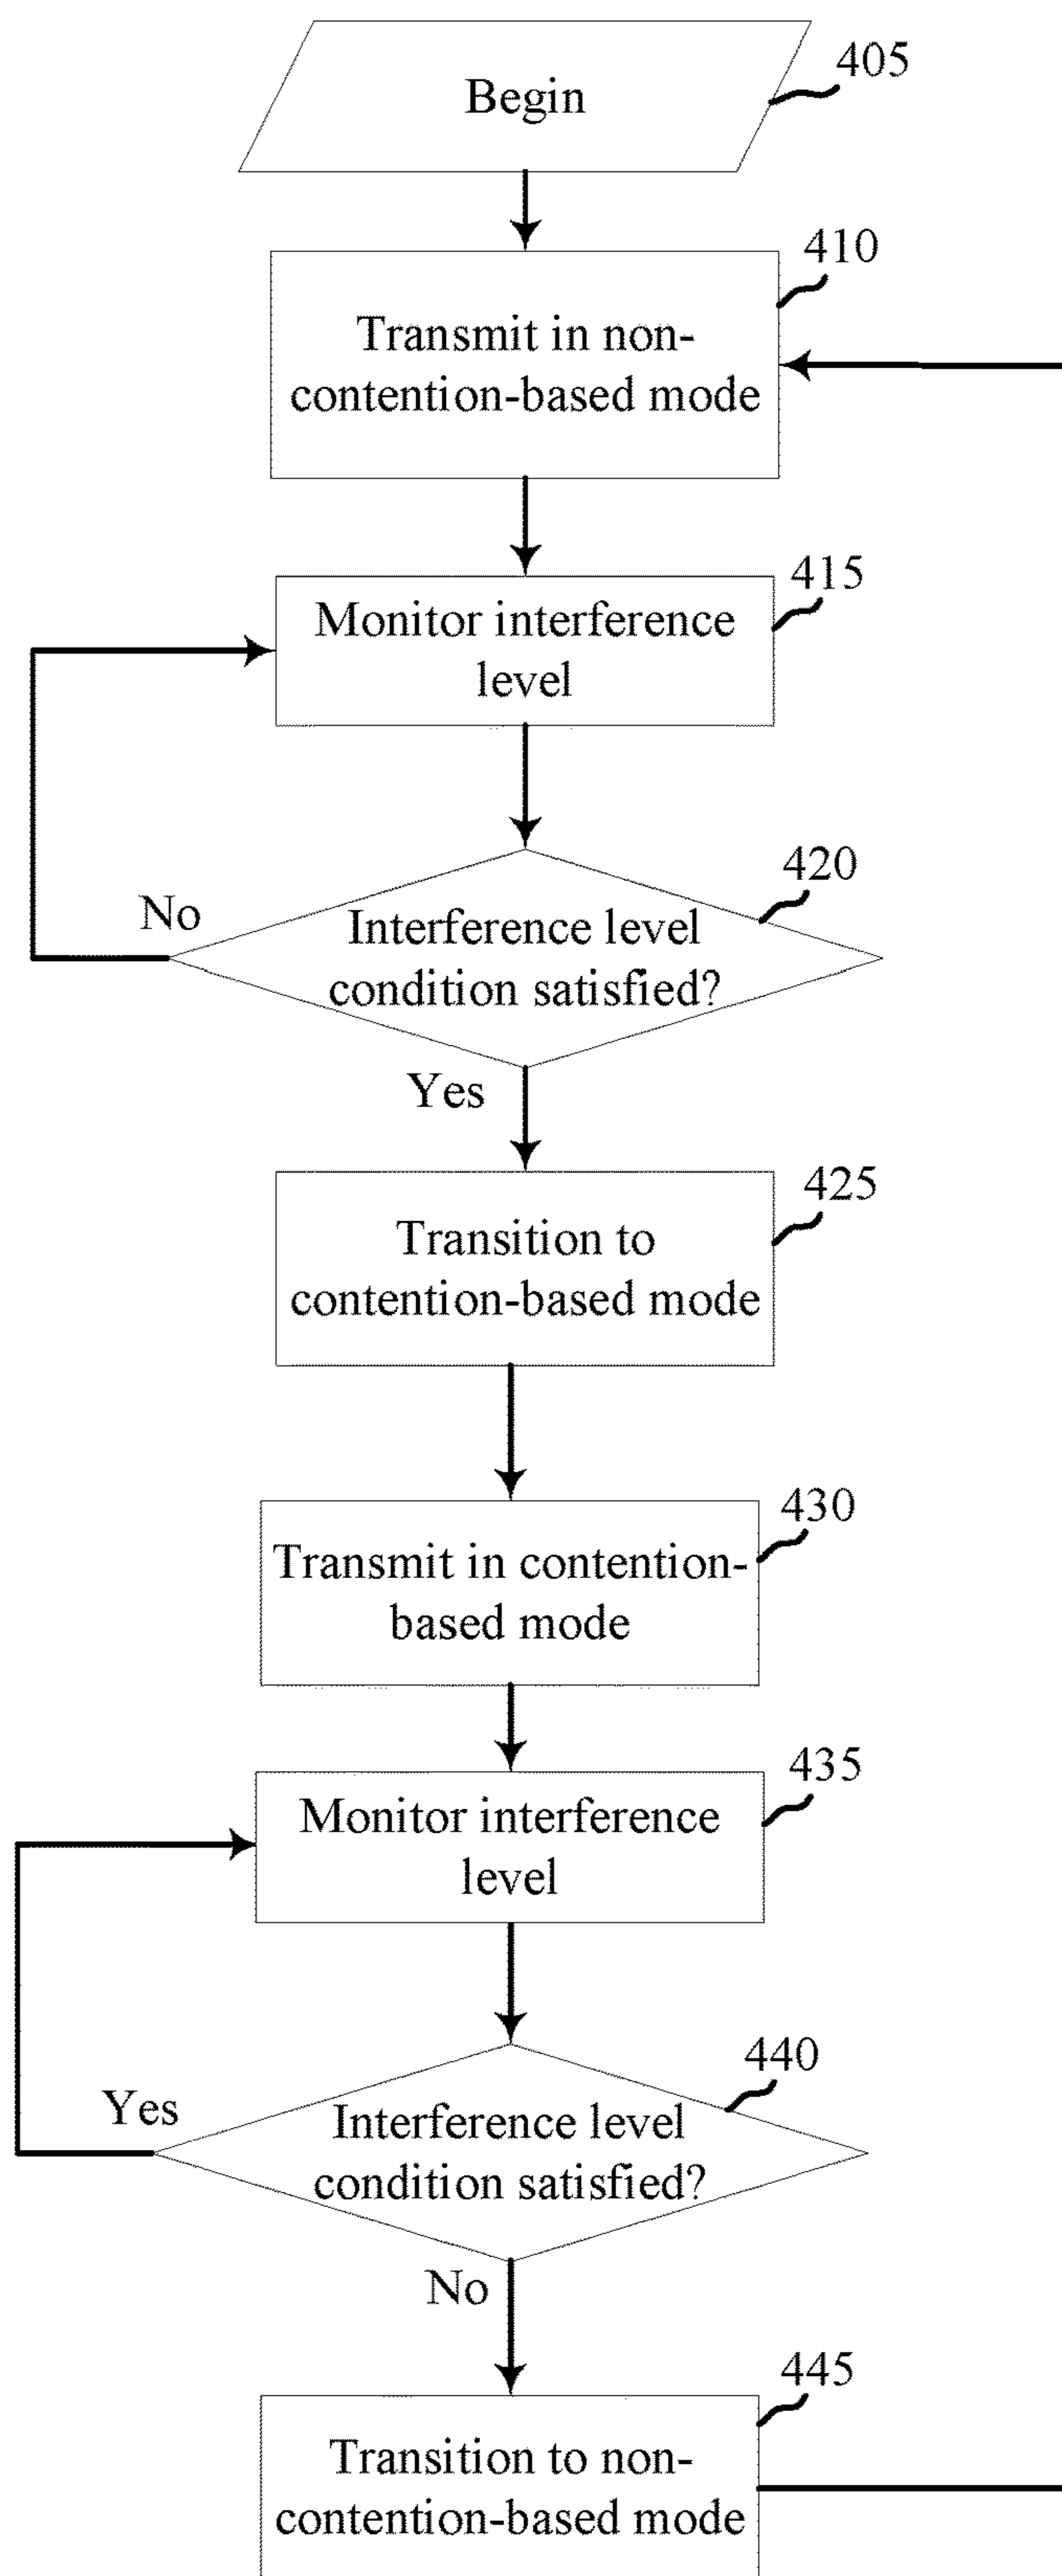 Begin
405
410
Transmit in non-
contention-based mode
415
Monitor interference
level
420
No
Interference level
condition satisfied?
Yes
425
Transition to
contention-based mode
430
Transmit in contention-
based mode
435
Monitor interference
level
440
Yes
Interference level
condition satisfied?
No
445
Transition to non-
contention-based mode